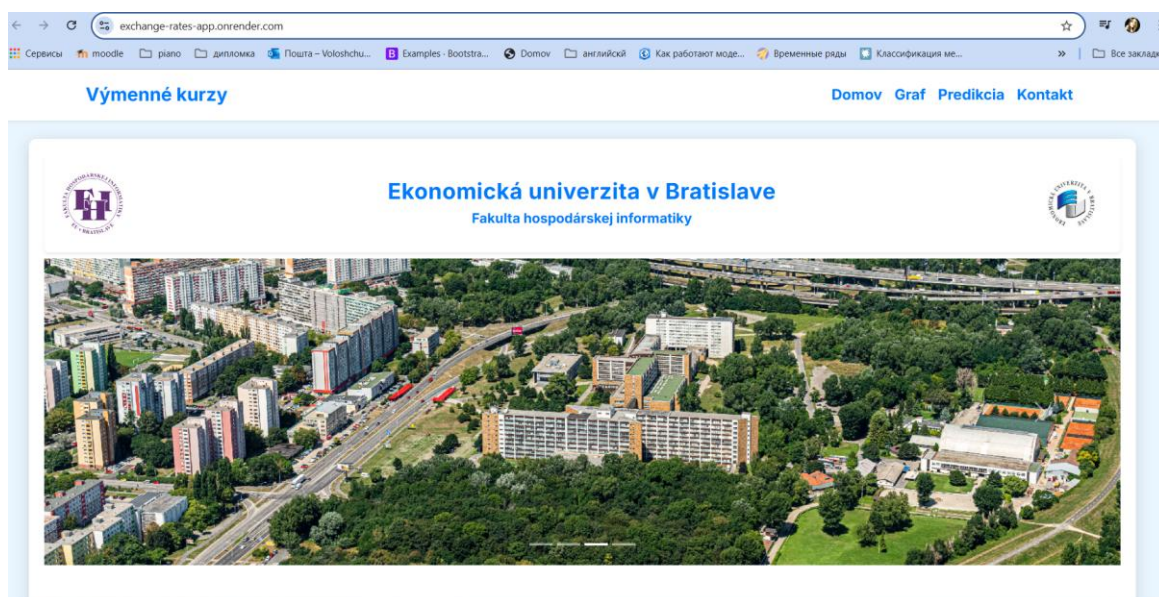 exchange-rates-app.onrender.com
Сервисы moodle piano дипломка Пошта – Voloshchu... Examples - Bootstra... Domov английскй Как работают моде... Временные ряды Классификация ме... » Все заклад
Výmenné kurzy Domov Graf Predikcia Kontakt
Ekonomická univerzita v Bratislave
Fakulta hospodárskej informatiky